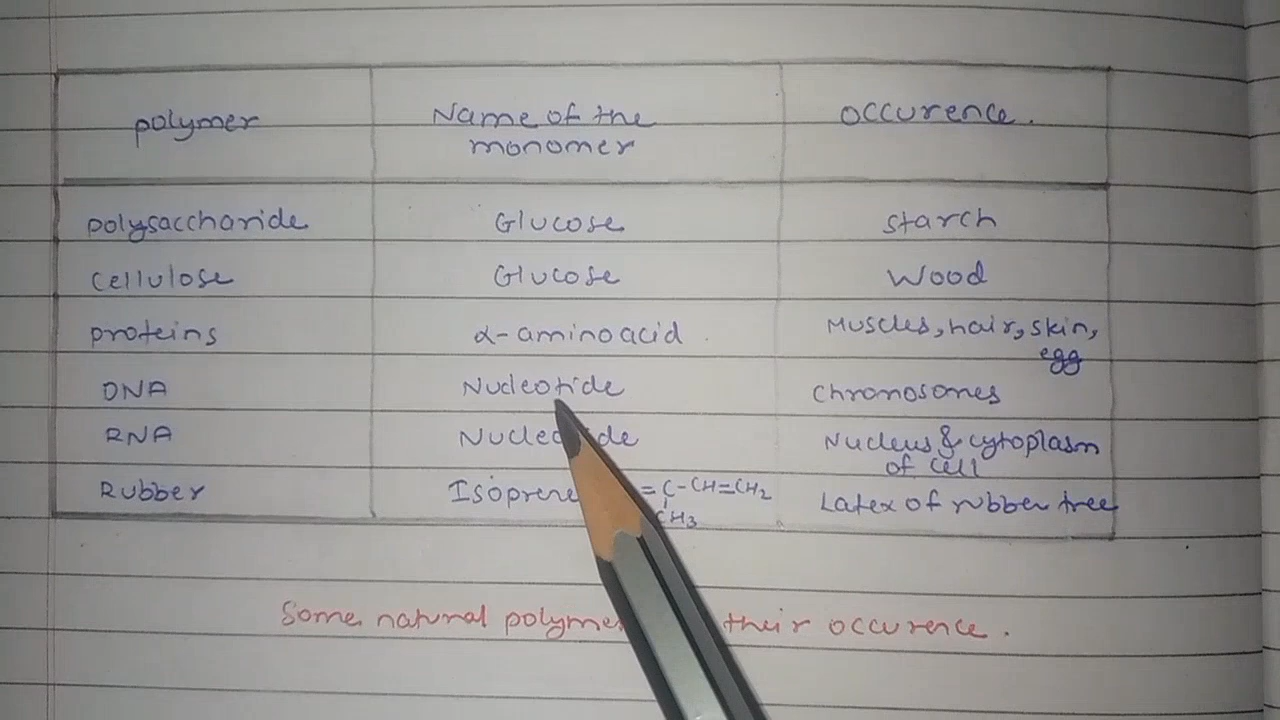 polymer Name of the occurence.
monomer
polysaccharide Glucose starch
cellulose Glucose Wood
proteins α-aminoacid Muscles, hair, skin,
egg
DNA Nucleotide Chromosomes
RNA Nucleus & cytoplasm
of cell
Rubber Isoprene =C-CH=CH2 Latex of rubber tree
CH3
Some natural their occurence.